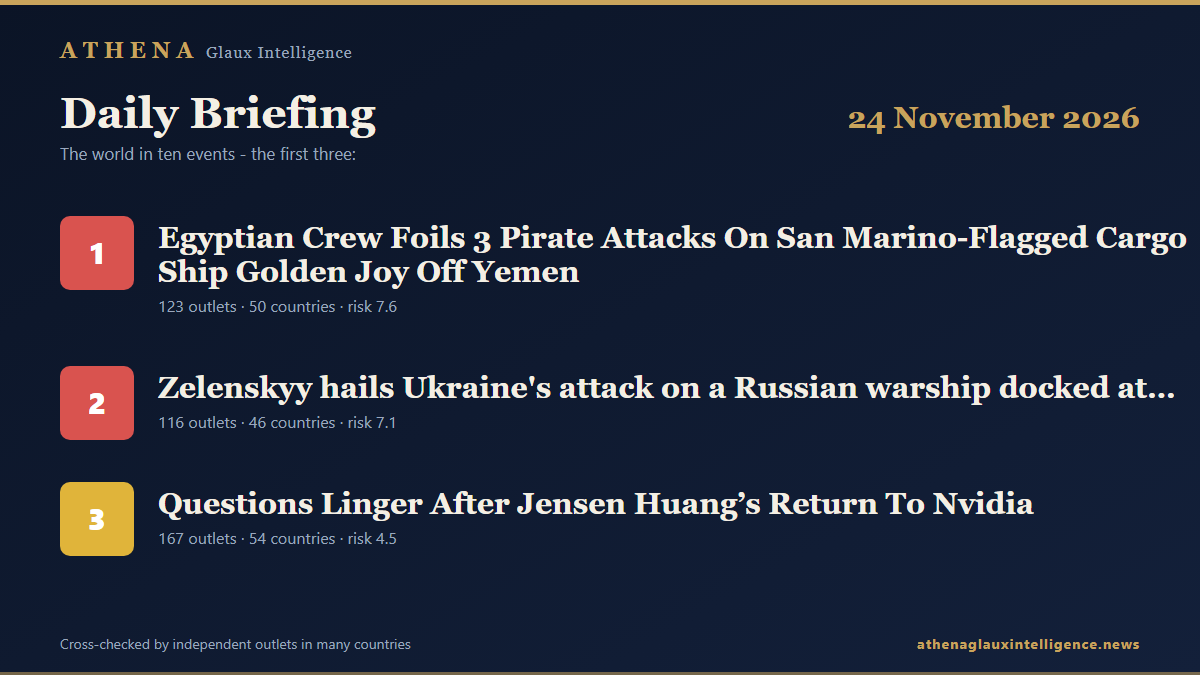 ATHENA Glaux Intelligence
Daily Briefing
24 November 2026
The world in ten events - the first three:
1
Egyptian Crew Foils 3 Pirate Attacks On San Marino-Flagged Cargo
Ship Golden Joy Off Yemen
123 outlets · 50 countries · risk 7.6
2
Zelenskyy hails Ukraine's attack on a Russian warship docked at...
116 outlets · 46 countries · risk 7.1
3
Questions Linger After Jensen Huang’s Return To Nvidia
167 outlets · 54 countries · risk 4.5
Cross-checked by independent outlets in many countries
athenaglauxintelligence.news